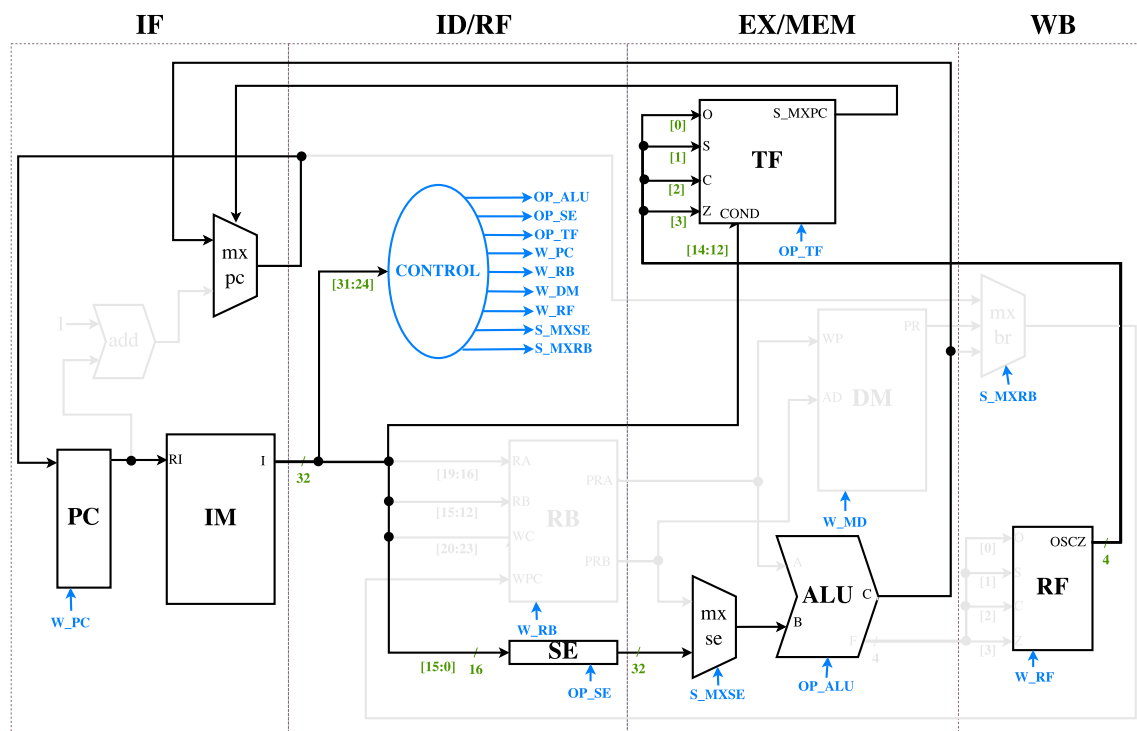 IF
ID/RF
EX/MEM
WB
O
S
C
Z
COND
S_MXPC
TF
[0]
[1]
[2]
[3]
[14:12]
OP_TF
mx
pc
CONTROL
[31:24]
OP_ALU
OP_SE
OP_TF
W_PC
W_RB
W_DM
W_RF
S_MXSE
S_MXRB
1
add
WP
AD
PR
DM
W_MD
mx
br
S_MXRB
PC
W_PC
RI
I
IM
32
[19:16]
[15:12]
[20:23]
RA
RB
WC
WPC
PRA
PRB
RB
W_RB
[15:0]
16
SE
OP_SE
32
mx
se
S_MXSE
A
B
C
F
ALU
4
OP_ALU
[0]
[1]
[2]
[3]
O
S
C
Z
OSCZ
RF
4
W_RF